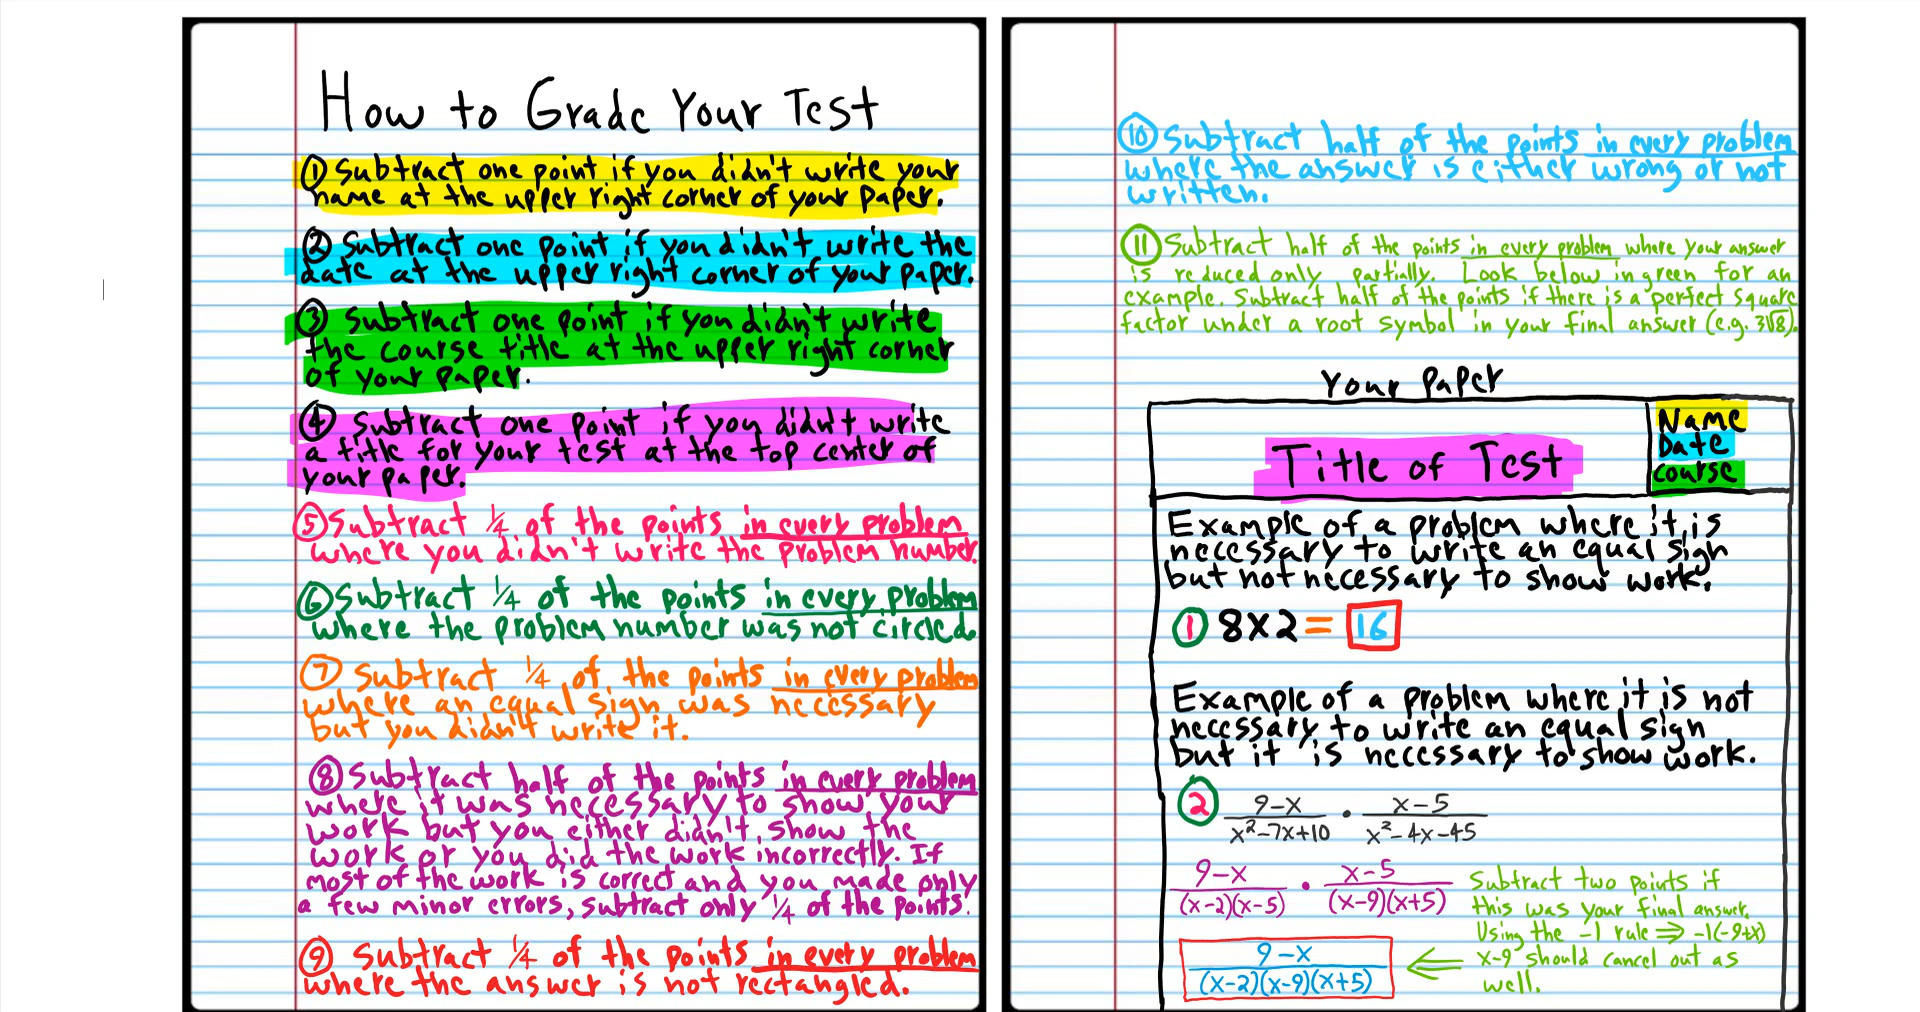 How to Grade Your Test
① Subtract one point if you didn't write your
name at the upper right corner of your paper.
② Subtract one point if you didn't write the
date at the upper right corner of your paper.
③ Subtract one point if you didn't write
the course title at the upper right corner
of your paper.
④ Subtract one point if you didn't write
a title for your test at the top center of
your paper.
⑤ Subtract 1/4 of the points in every problem
where you didn't write the problem number.
⑥ Subtract 1/4 of the points in every problem
where the problem number was not circled.
⑦ Subtract 1/4 of the points in every problem
where an equal sign was necessary
but you didn't write it.
⑧ Subtract half of the points in every problem
where it was necessary to show your
work but you either didn't show the
work or you did the work incorrectly. If
most of the work is correct and you made only
a few minor errors, subtract only 1/4 of the points.
⑨ Subtract 1/4 of the points in every problem
where the answer is not rectangled.
⑩ Subtract half of the points in every problem
where the answer is either wrong or not
written.
⑪ Subtract half of the points in every problem where your answer
is reduced only partially. Look below in green for an
example. Subtract half of the points if there is a perfect square
factor under a root symbol in your final answer (e.g. 3√8).
Your Paper
Name
Date
Course
Title of Test
Example of a problem where it is
necessary to write an equal sign
but not necessary to show work.
① 8×2 = 16
Example of a problem where it is not
necessary to write an equal sign
but it is necessary to show work.
② (9-x)/(x²-7x+10) · (x-5)/(x²-4x-45)
(9-x)/((x-2)(x-5)) · (x-5)/((x-9)(x+5))
(9-x)/((x-2)(x-9)(x+5))
Subtract two points if
this was your final answer.
Using the -1 rule ⇒ -1(-9+x)
x-9 should cancel out as
well.